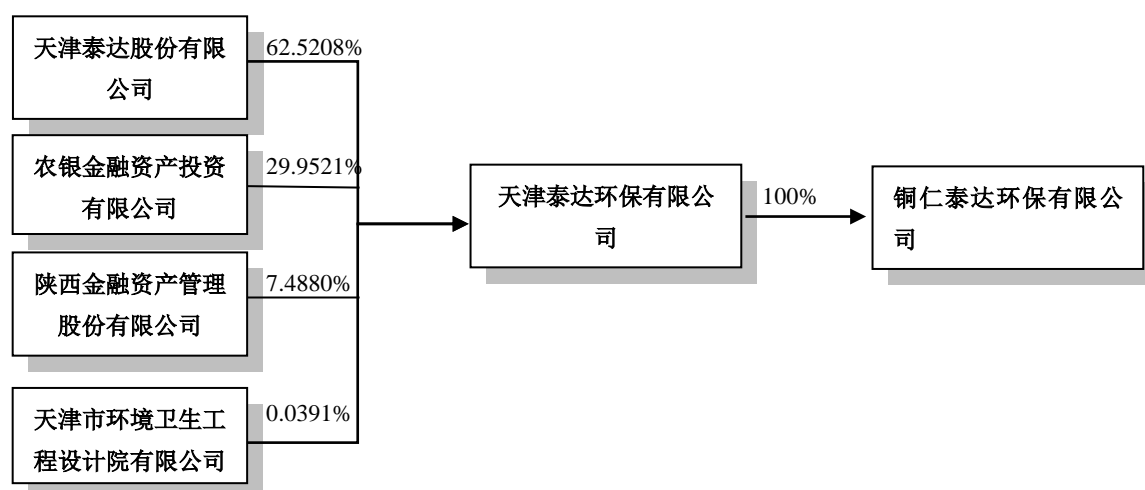 天津泰达股份有限
公司
62.5208%
农银金融资产投资
有限公司
29.9521%
陕西金融资产管理
股份有限公司
7.4880%
天津市环境卫生工
程设计院有限公司
0.0391%
天津泰达环保有限公
司
100%
铜仁泰达环保有限公
司